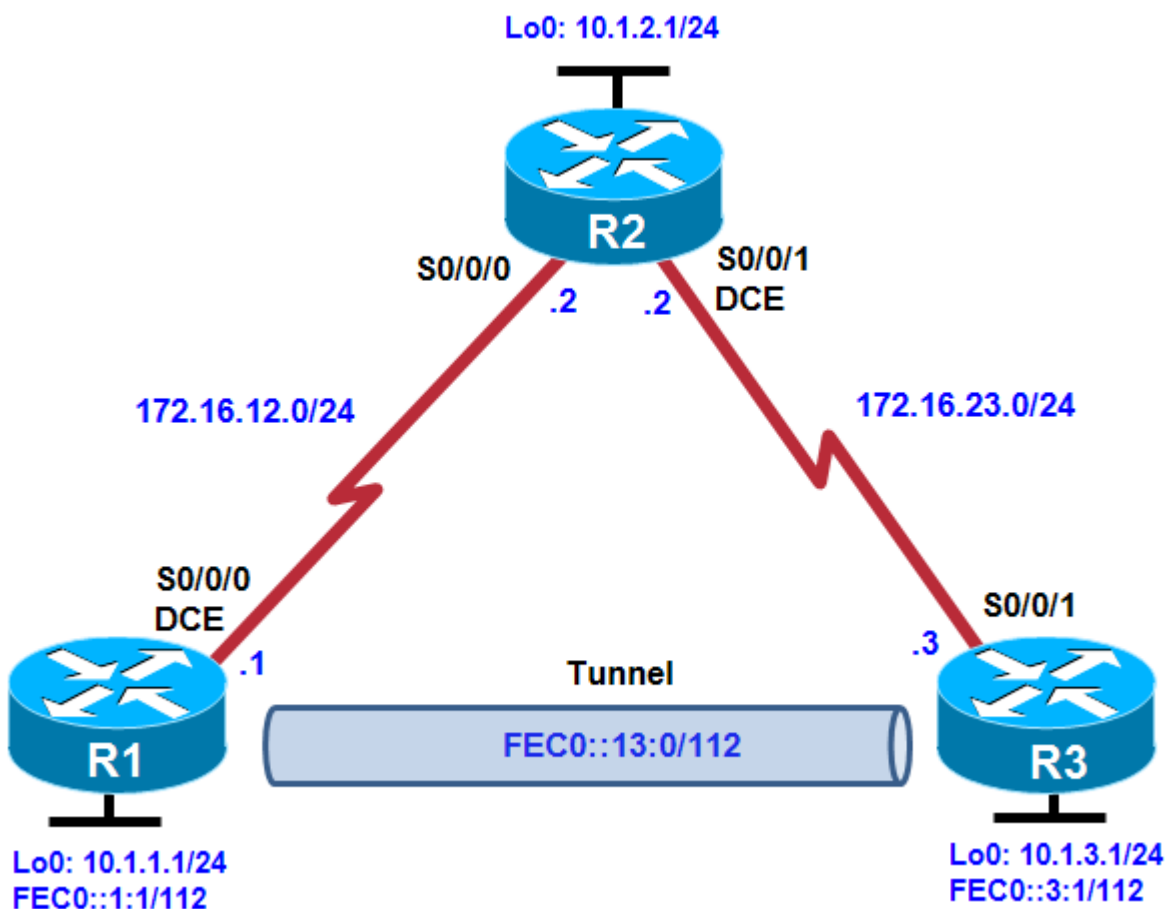 Lo0: 10.1.2.1/24
R2
S0/0/0
S0/0/1
DCE
.2
.2
172.16.12.0/24
172.16.23.0/24
S0/0/0
DCE
.1
S0/0/1
.3
Tunnel
FEC0::13:0/112
R1
R3
Lo0: 10.1.1.1/24
FEC0::1:1/112
Lo0: 10.1.3.1/24
FEC0::3:1/112